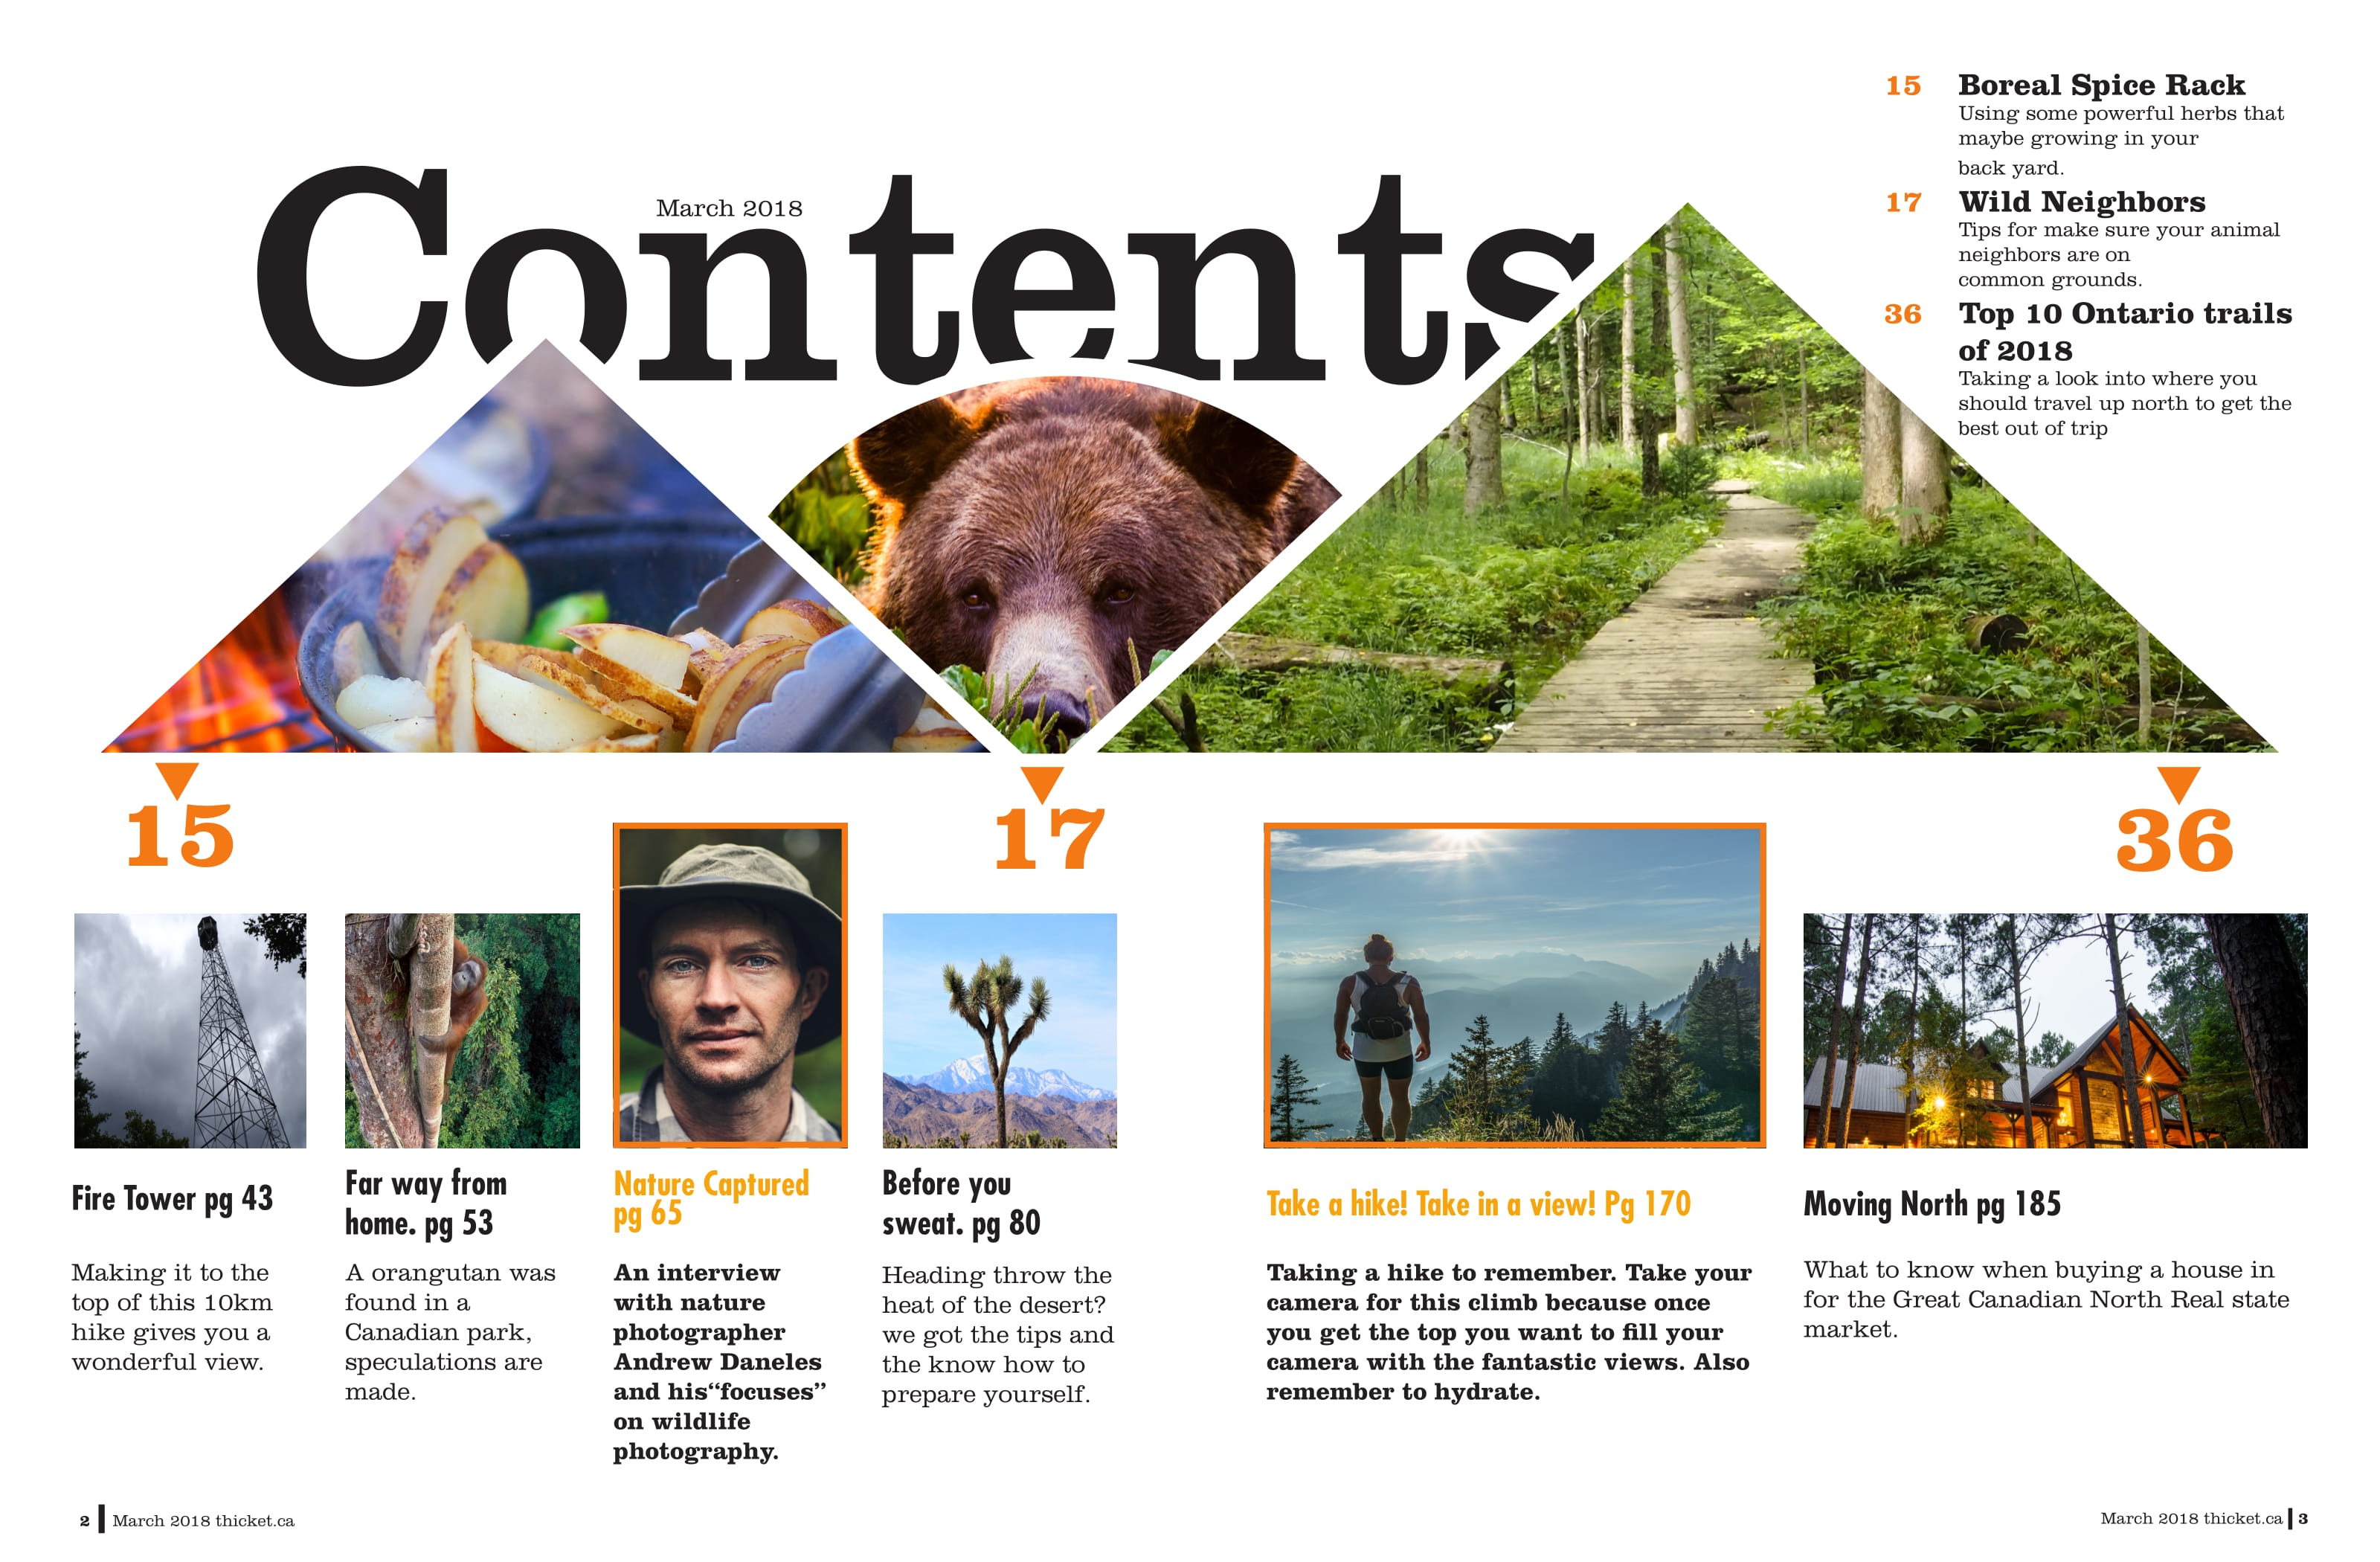 Contents
March 2018
15 Boreal Spice Rack
Using some powerful herbs that
maybe growing in your
back yard.
17 Wild Neighbors
Tips for make sure your animal
neighbors are on
common grounds.
36 Top 10 Ontario trails
of 2018
Taking a look into where you
should travel up north to get the
best out of trip
15
17
36
Fire Tower pg 43
Making it to the
top of this 10km
hike gives you a
wonderful view.
Far way from
home. pg 53
A orangutan was
found in a
Canadian park,
speculations are
made.
Nature Captured
pg 65
An interview
with nature
photographer
Andrew Daneles
and his“focuses”
on wildlife
photography.
Before you
sweat. pg 80
Heading throw the
heat of the desert?
we got the tips and
the know how to
prepare yourself.
Take a hike! Take in a view! Pg 170
Taking a hike to remember. Take your
camera for this climb because once
you get the top you want to fill your
camera with the fantastic views. Also
remember to hydrate.
Moving North pg 185
What to know when buying a house in
for the Great Canadian North Real state
market.
2 March 2018 thicket.ca
March 2018 thicket.ca 3